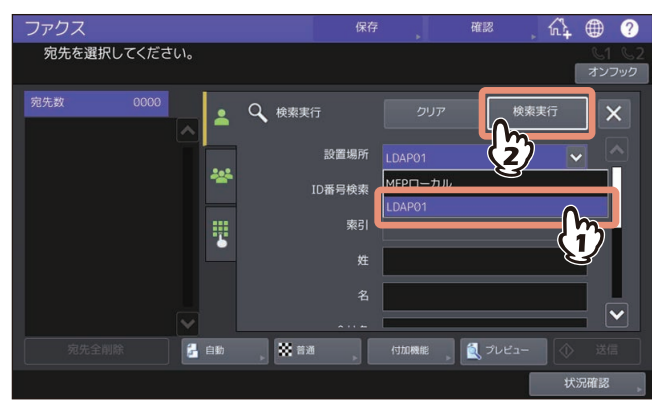 ファクス 保存 確認 ?
宛先を選択してください。 1 2
オンフック
宛先数 0000
検索実行 クリア 検索実行
設置場所 LDAP01
MFPローカル
ID番号検索
LDAP01
索引
姓
名
宛先全削除 自動 普通 付加機能 プレビュー 送信
状況確認
2
1